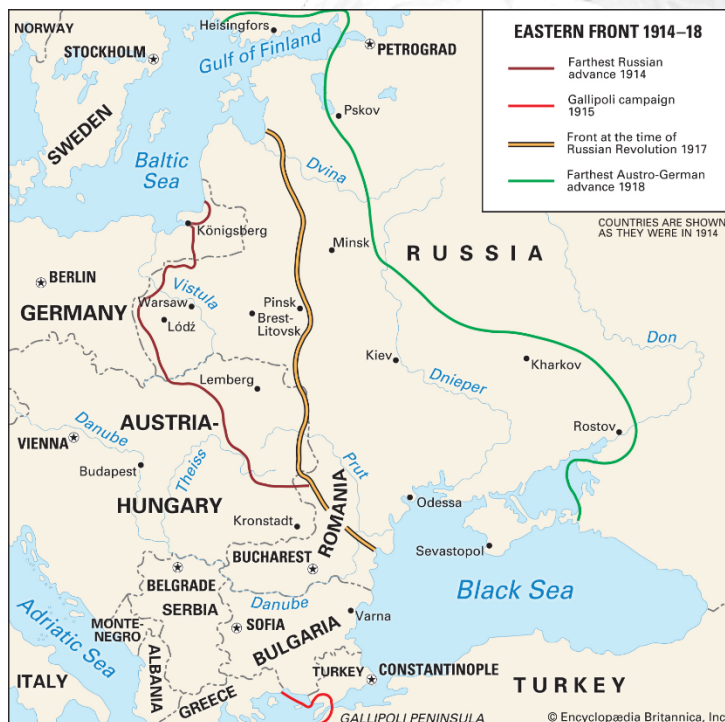 EASTERN FRONT 1914–18
Farthest Russian
advance 1914
Gallipoli campaign
1915
Front at the time of
Russian Revolution 1917
Farthest Austro-German
advance 1918
COUNTRIES ARE SHOWN
AS THEY WERE IN 1914
NORWAY
Heisingfors
STOCKHOLM
Gulf of Finland
PETROGRAD
SWEDEN
Pskov
Baltic
Sea
Dvina
Königsberg
Minsk
RUSSIA
BERLIN
GERMANY
Vistula
Warsaw
Lódź
Pinsk
Brest-
Litovsk
Don
Kiev
Kharkov
Dnieper
Lemberg
AUSTRIA-
Rostov
Danube
VIENNA
Budapest
Theiss
Prut
HUNGARY
ROMANIA
Odessa
Kronstadt
Sevastopol
BUCHAREST
BELGRADE
SERBIA
Danube
Black Sea
Adriatic Sea
MONTE-
NEGRO
SOFIA
Varna
BULGARIA
ALBANIA
TURKEY
CONSTANTINOPLE
ITALY
GREECE
TURKEY
GALLIPOLI PENINSULA
© Encyclopædia Britannica, Inc.